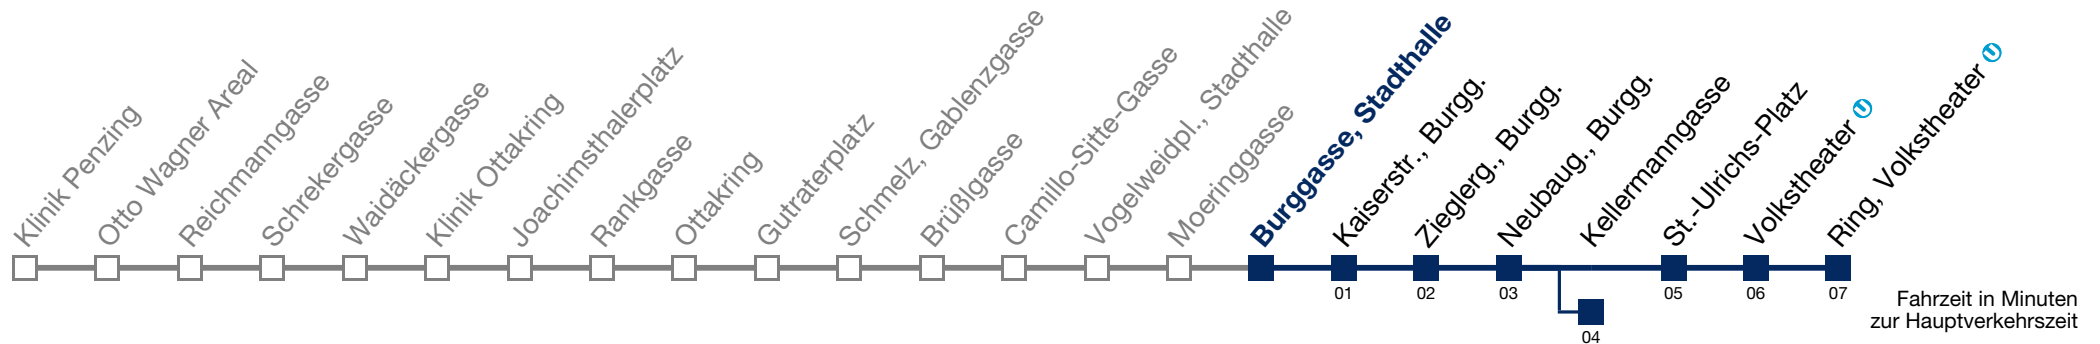 Klinik Penzing
Otto Wagner Areal
Reichmanngasse
Schrekergasse
Waidäckergasse
Klinik Ottakring
Joachimsthalerplatz
Rankgasse
Ottakring
Gutraterplatz
Schmelz, Gablenzgasse
Brüßlgasse
Camillo-Sitte-Gasse
Vogelweidpl., Stadthalle
Moeringgasse
Burggasse, Stadthalle
Kaiserstr., Burgg.
Zieglerg., Burgg.
Neubaug., Burgg.
Kellermanngasse
St.-Ulrichs-Platz
Volkstheater U
Ring, Volkstheater U
01
02
03
04
05
06
07
Fahrzeit in Minuten
zur Hauptverkehrszeit